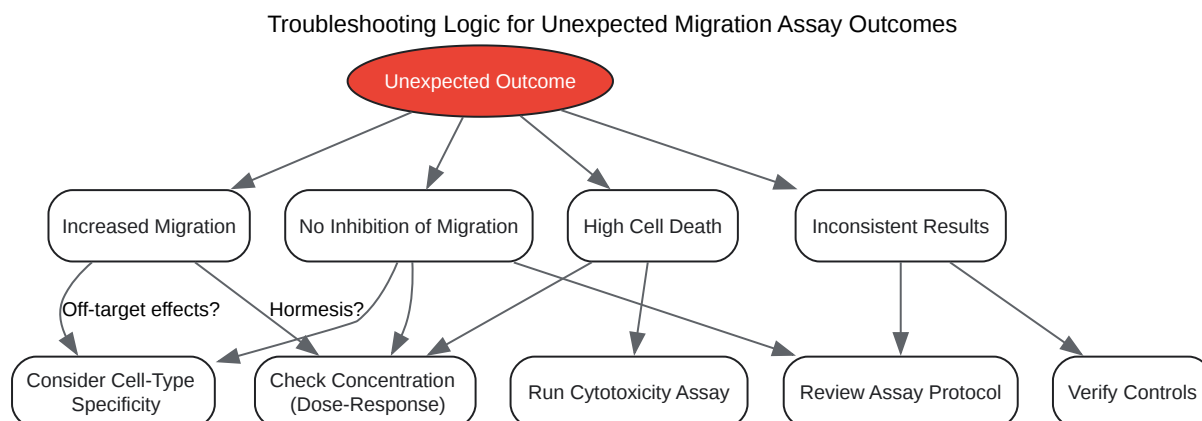 Troubleshooting Logic for Unexpected Migration Assay Outcomes
Unexpected Outcome
Increased Migration
No Inhibition of Migration
High Cell Death
Inconsistent Results
Off-target effects?
Hormesis?
Consider Cell-Type
Specificity
Check Concentration
(Dose-Response)
Run Cytotoxicity Assay
Review Assay Protocol
Verify Controls